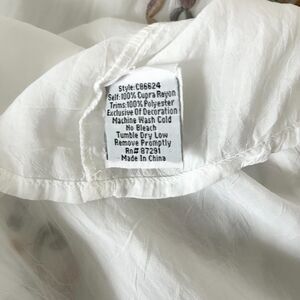 Style:CB6624
Self:100% Cupra Rayon
Trims:100% Polyester
Exclusive Of Decoration
Machine Wash Cold
No Bleach
Tumble Dry Low
Remove Promptly
Rn# 87291
Made In China